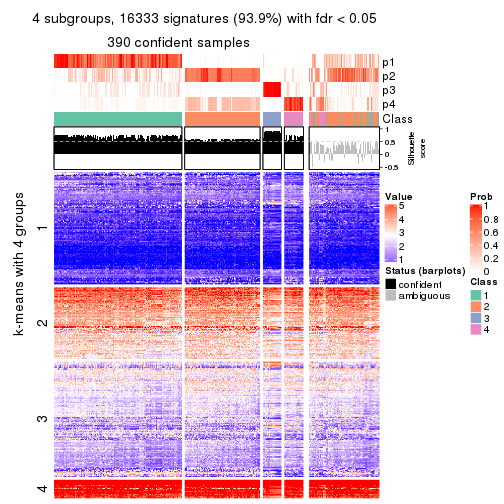 4 subgroups, 16333 signatures (93.9%) with fdr < 0.05
390 confident samples
p1
p2
p3
p4
Class
1
0.5
0
-0.5
Silhouette
score
k-means with 4 groups
1
2
3
4
Value
5
4
3
2
1
Status (barplots)
confident
ambiguous
Prob
1
0.8
0.6
0.4
0.2
0
Class
1
2
3
4